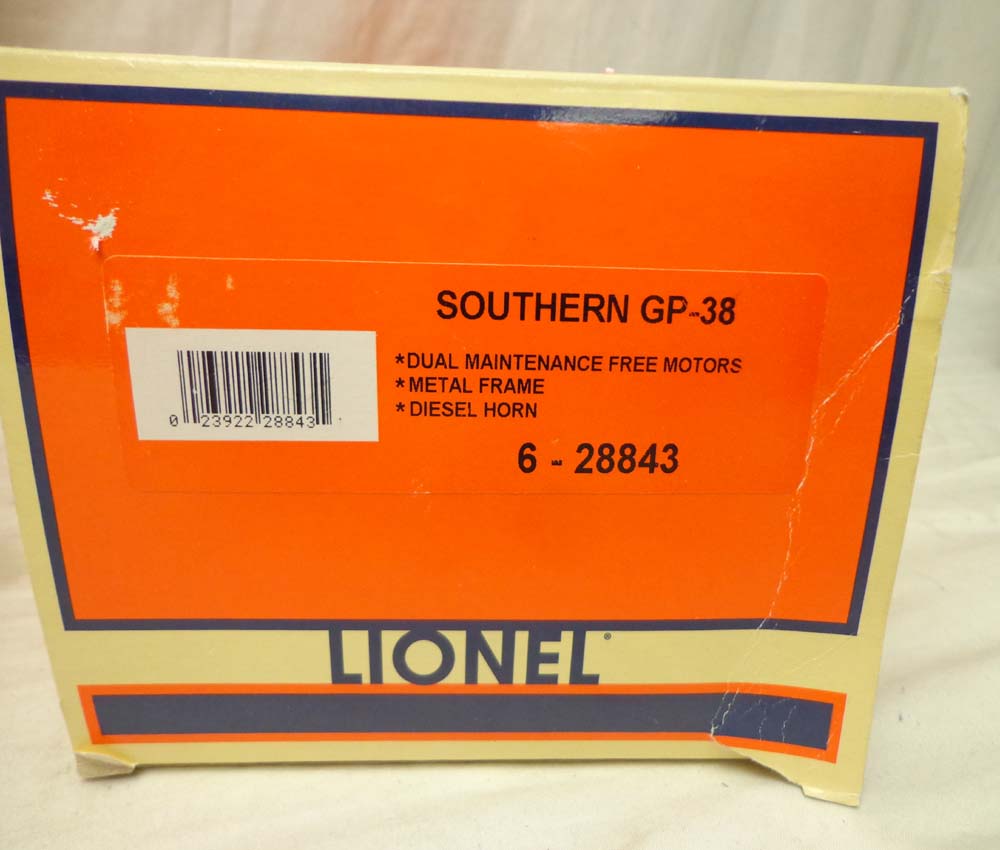 SOUTHERN GP-38
*DUAL MAINTENANCE FREE MOTORS
*METAL FRAME
*DIESEL HORN
0 23922 28843
6 - 28843
LIONEL®